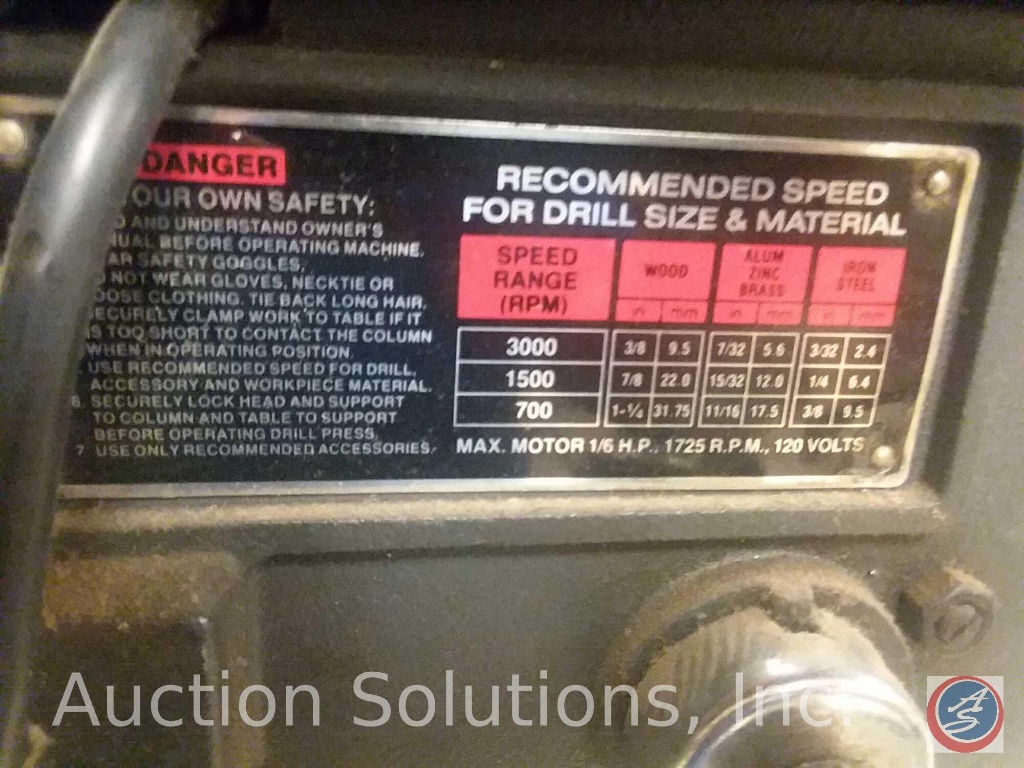 DANGER
OUR OWN SAFETY:
AND UNDERSTAND OWNER'S
BEFORE OPERATING MACHINE.
SAFETY GOGGLES.
NOT WEAR GLOVES, NECKTIE OR
CLOTHING. TIE BACK LONG HAIR.
CLAMP WORK TO TABLE IF IT
IS TOO SHORT TO CONTACT THE COLUMN
WHEN IN OPERATING POSITION.
USE RECOMMENDED SPEED FOR DRILL,
ACCESSORY AND WORKPIECE MATERIAL.
6. SECURELY LOCK HEAD AND SUPPORT
TO COLUMN AND TABLE TO SUPPORT
BEFORE OPERATING DRILL PRESS.
7 USE ONLY RECOMMENDED ACCESSORIES.
RECOMMENDED SPEED
FOR DRILL SIZE & MATERIAL
SPEED RANGE (RPM) WOOD ALUM ZINC BRASS IRON STEEL
in mm in mm in mm
3000 3/8 9.5 7/32 5.6 3/32 2.4
1500 7/8 22.0 15/32 12.0 1/4 6.4
700 1-1/4 31.75 11/16 17.5 3/8 9.5
MAX. MOTOR 1/6 H.P., 1725 R.P.M., 120 VOLTS
Auction Solutions, Inc.
AS